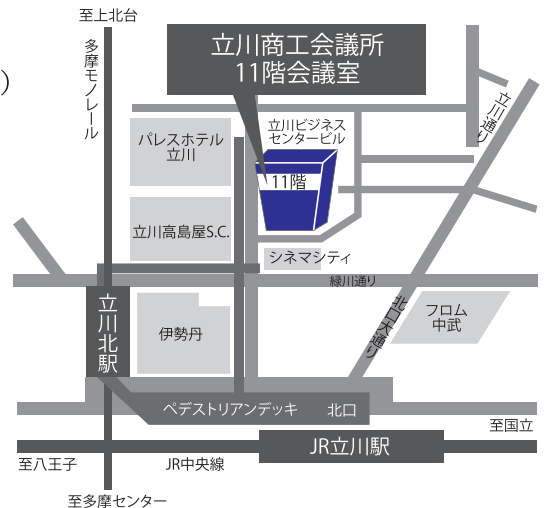 至上北台
立川商工会議所
11階会議室
)
多摩モノレール
立川通り
パレスホテル
立川
立川ビジネス
センタービル
11階
立川高島屋S.C.
シネマシティ
緑川通り
立川北駅
伊勢丹
北口大通り
フロム
中武
ペデストリアンデッキ 北口
至国立
JR立川駅
至八王子
JR中央線
至多摩センター